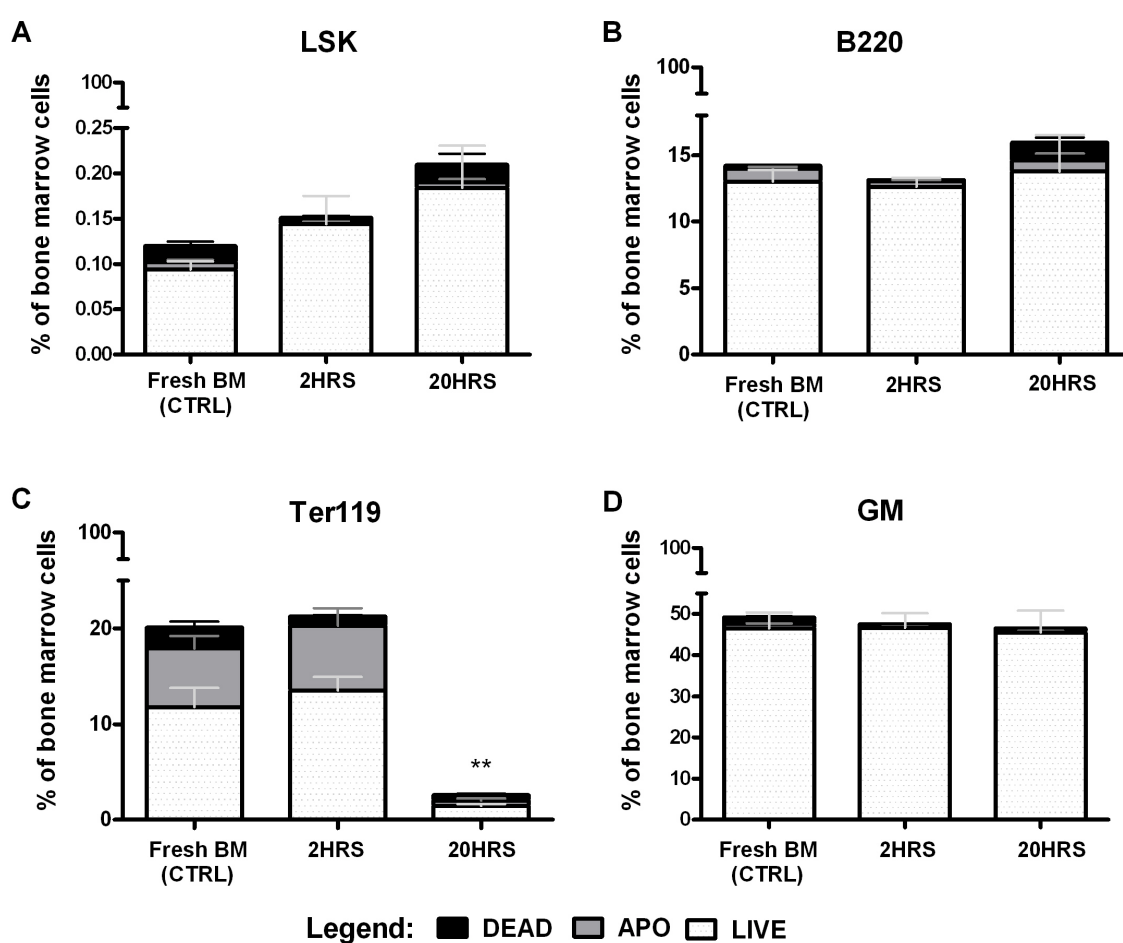 A
LSK
% of bone marrow cells
100
0.25
0.20
0.15
0.10
0.05
0.00
Fresh BM
(CTRL)
2HRS
20HRS
B
B220
% of bone marrow cells
100
15
10
5
0
Fresh BM
(CTRL)
2HRS
20HRS
C
Ter119
% of bone marrow cells
100
20
10
0
**
Fresh BM
(CTRL)
2HRS
20HRS
D
GM
% of bone marrow cells
100
50
40
30
20
10
0
Fresh BM
(CTRL)
2HRS
20HRS
Legend: DEAD APO LIVE